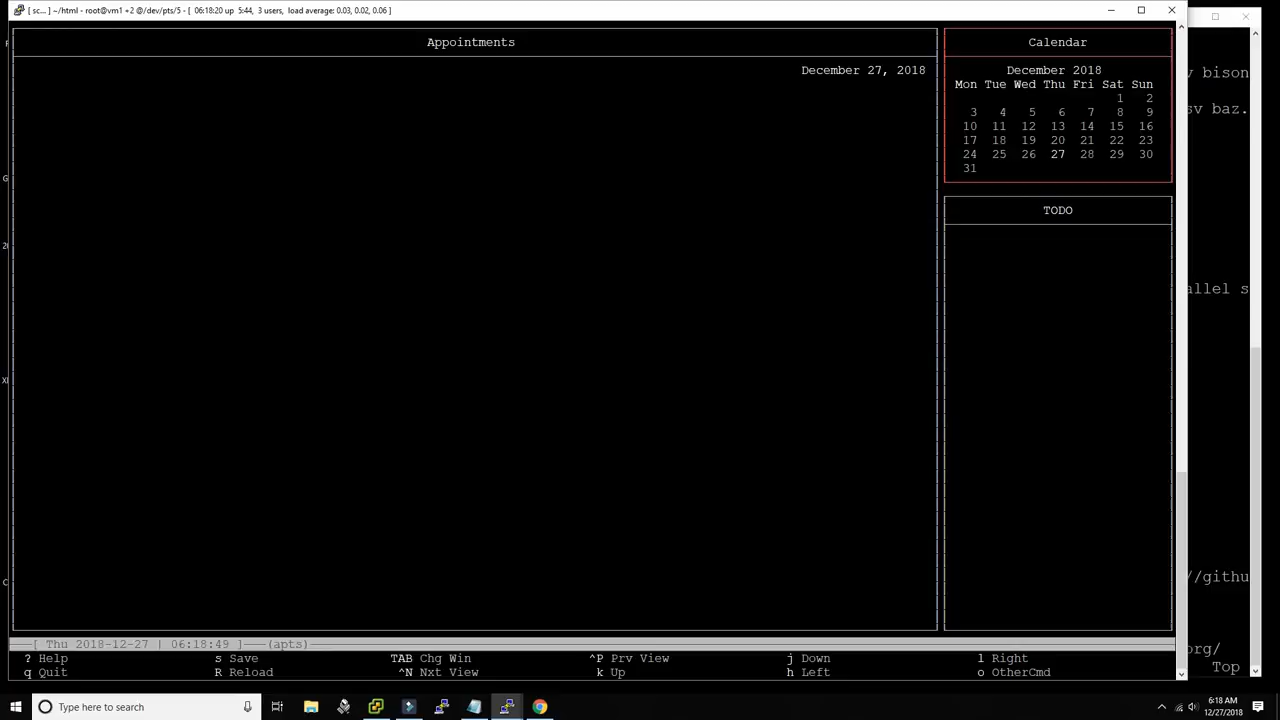 [ sc... ] ~/html - root@vm1 +2 @/dev/pts/5 - [ 06:18:20 up 5:44, 3 users, load average: 0.03, 0.02, 0.06 ]
Appointments
December 27, 2018
Calendar
December 2018
Mon Tue Wed Thu Fri Sat Sun
1 2
3 4 5 6 7 8 9
10 11 12 13 14 15 16
17 18 19 20 21 22 23
24 25 26 27 28 29 30
31
TODO
v bison
sv baz.
allel s
//githu
org/
Top
[ Thu 2018-12-27 | 06:18:49 ] (apts)
? Help s Save TAB Chg Win ^P Prv View j Down l Right
q Quit R Reload ^N Nxt View k Up h Left o OtherCmd
Type here to search
6:18 AM
12/27/2018